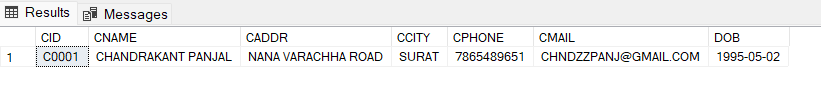 Results Messages
CID CNAME CADDR CCITY CPHONE CMAIL DOB
1 C0001 CHANDRAKANT PANJAL NANA VARACHHA ROAD SURAT 7865489651 CHNDZZPANJ@GMAIL.COM 1995-05-02